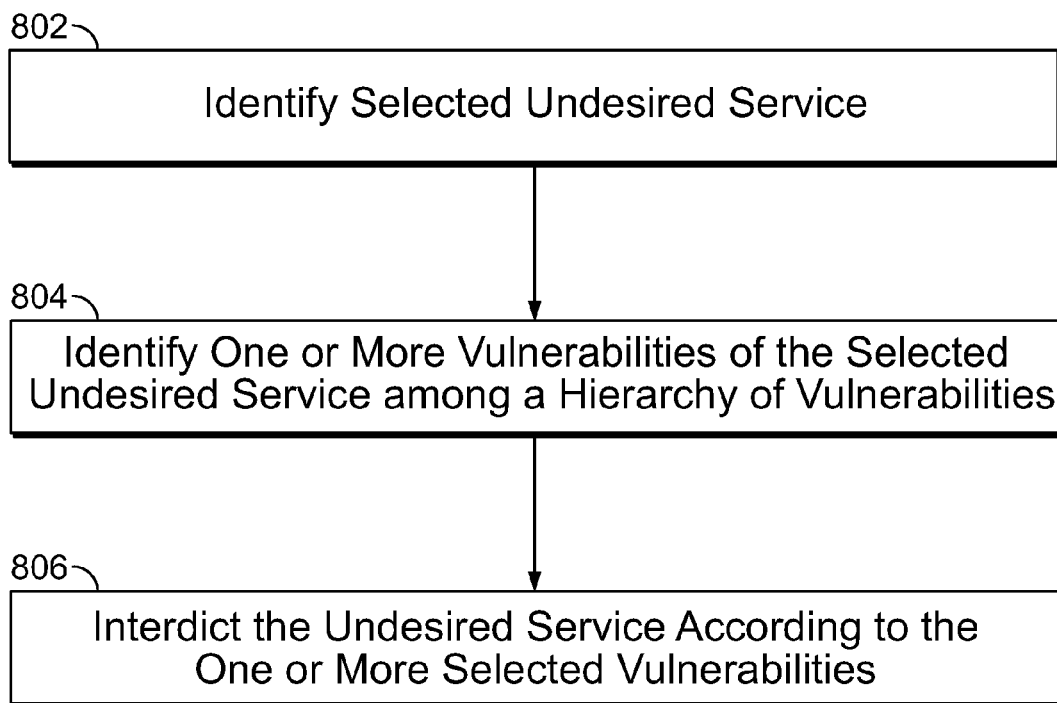 802
Identify Selected Undesired Service
804
Identify One or More Vulnerabilities of the Selected
Undesired Service among a Hierarchy of Vulnerabilities
806
Interdict the Undesired Service According to the
One or More Selected Vulnerabilities